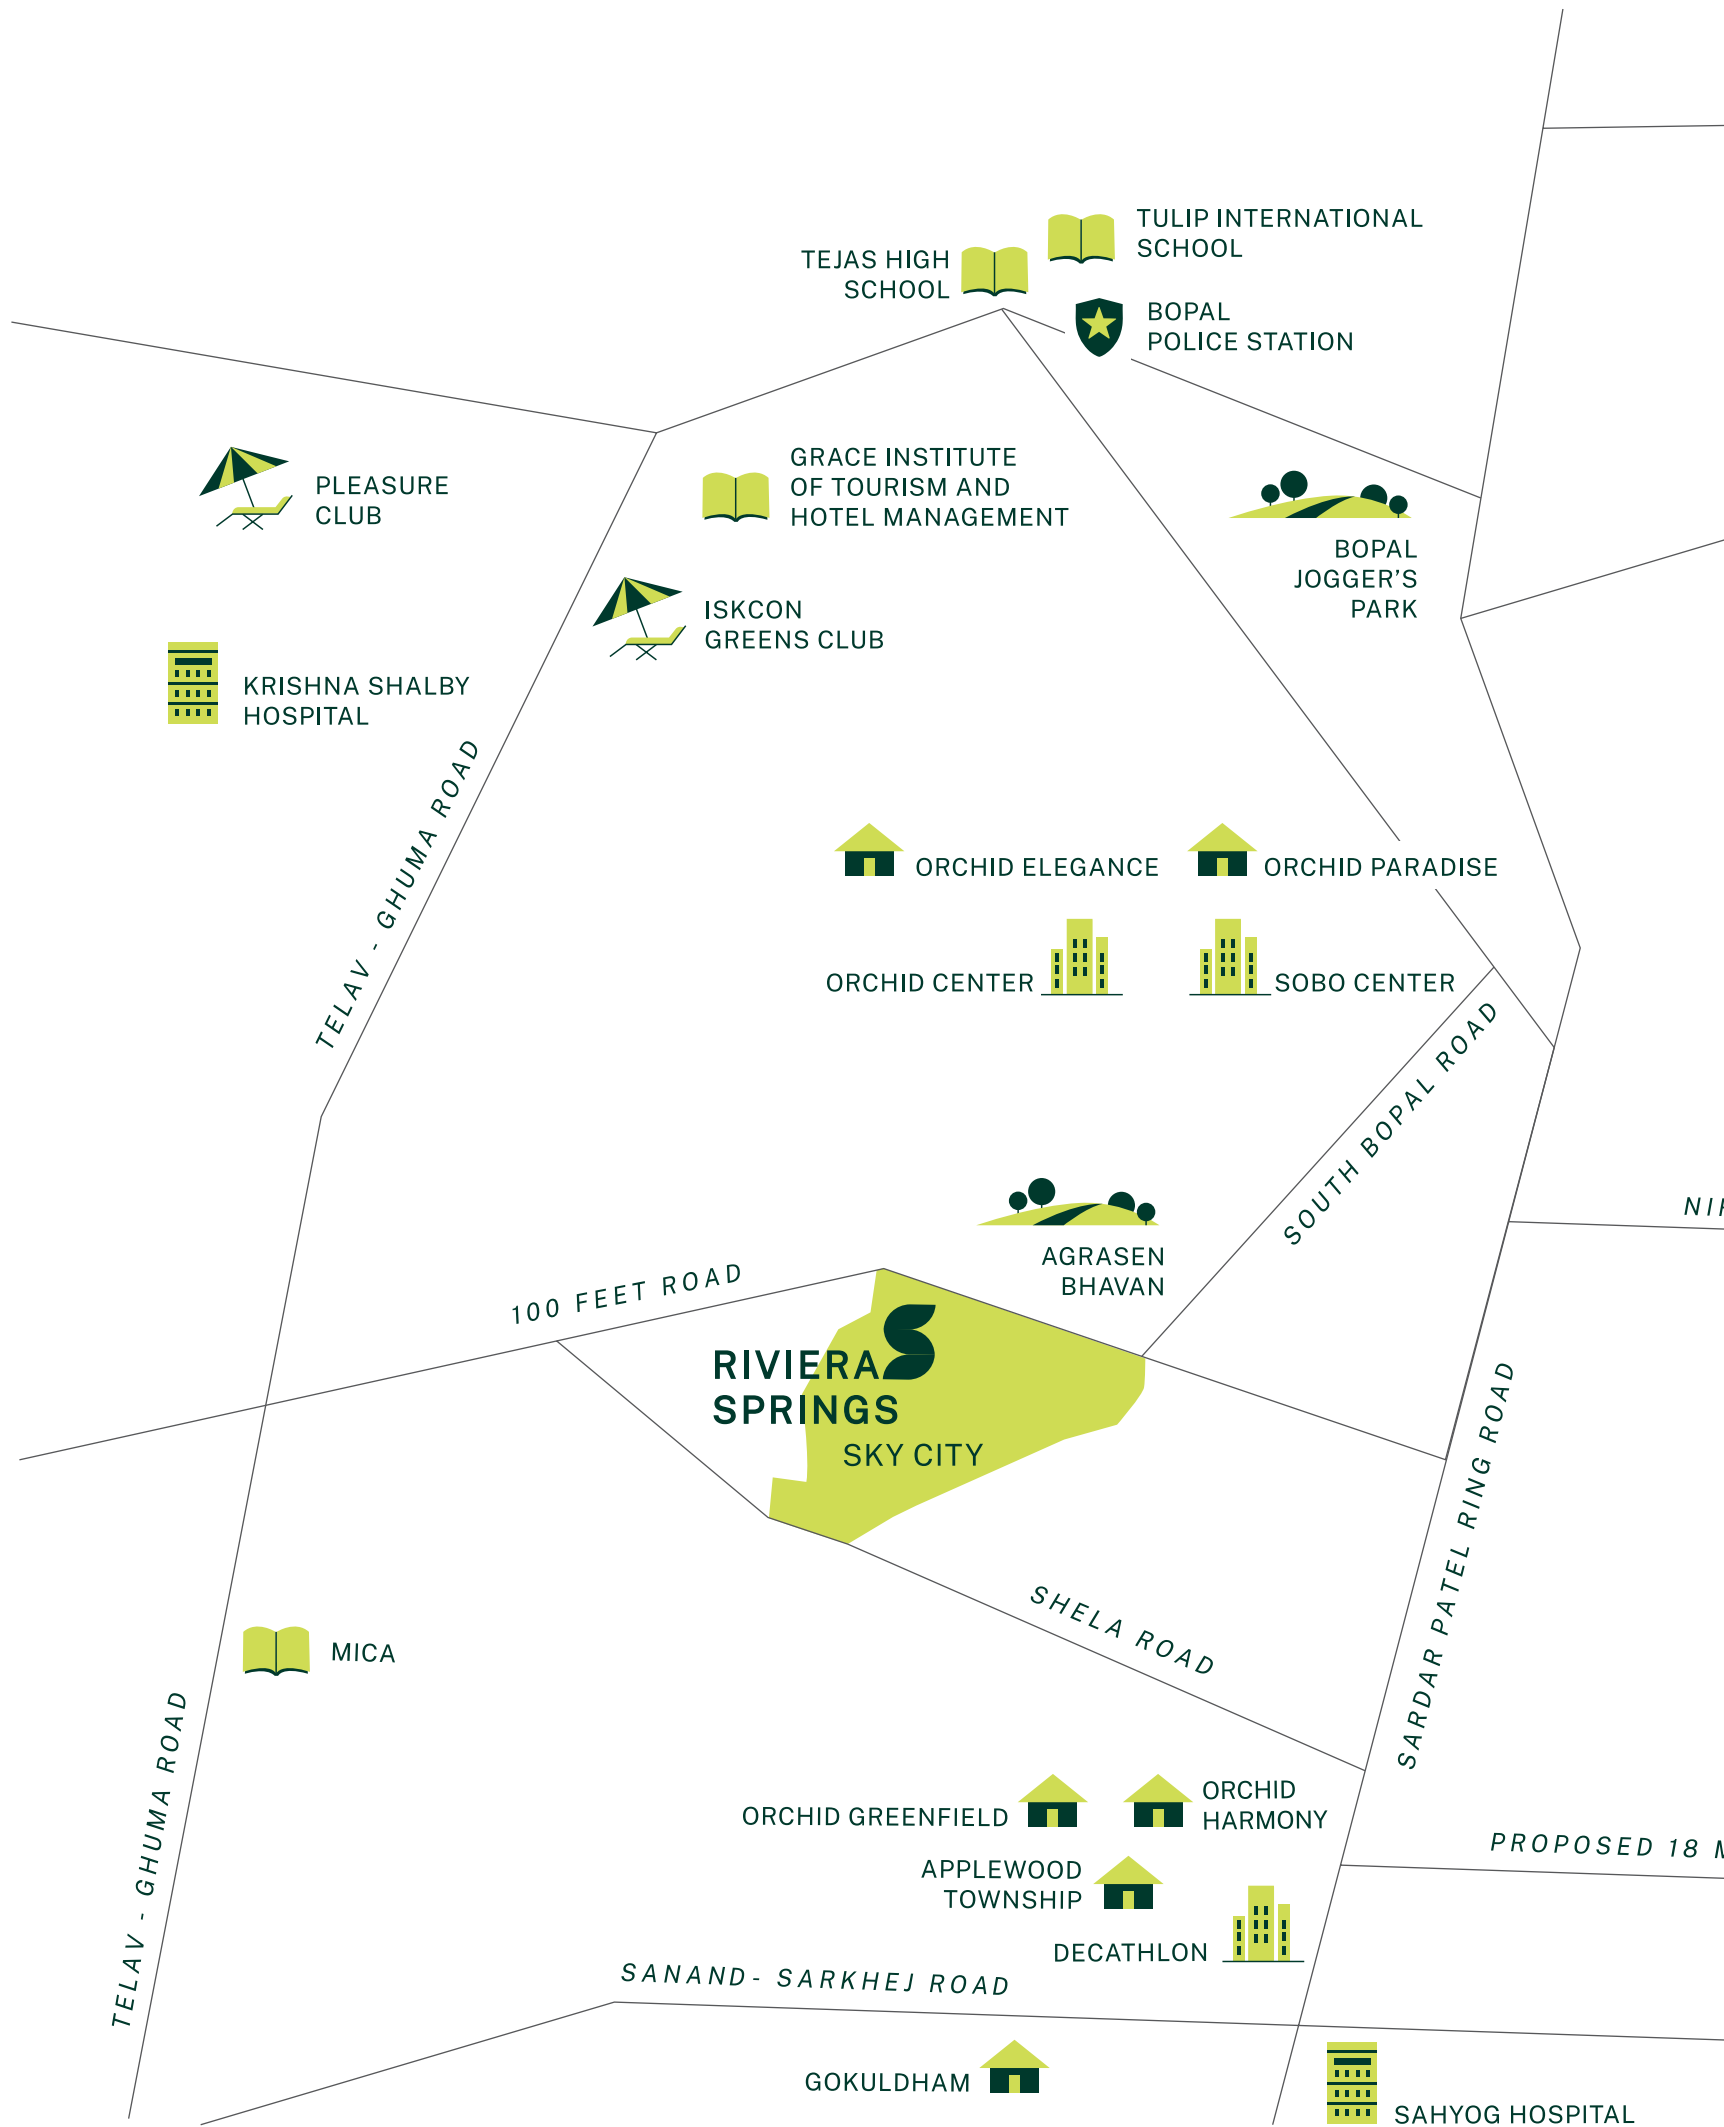 TULIP INTERNATIONAL
SCHOOL
TEJAS HIGH
SCHOOL
BOPAL
POLICE STATION
GRACE INSTITUTE
OF TOURISM AND
HOTEL MANAGEMENT
PLEASURE
CLUB
BOPAL
JOGGER'S
PARK
ISKCON
GREENS CLUB
KRISHNA SHALBY
HOSPITAL
TELAV - GHUMA ROAD
ORCHID ELEGANCE
ORCHID PARADISE
ORCHID CENTER
SOBO CENTER
SOUTH BOPAL ROAD
AGRASEN
BHAVAN
100 FEET ROAD
RIVIERA
SPRINGS
SKY CITY
SARDAR PATEL RING ROAD
SHELA ROAD
MICA
TELAV - GHUMA ROAD
ORCHID GREENFIELD
ORCHID
HARMONY
PROPOSED 18
APPLEWOOD
TOWNSHIP
DECATHLON
SANAND- SARKHEJ ROAD
GOKULDHAM
SAHYOG HOSPITAL